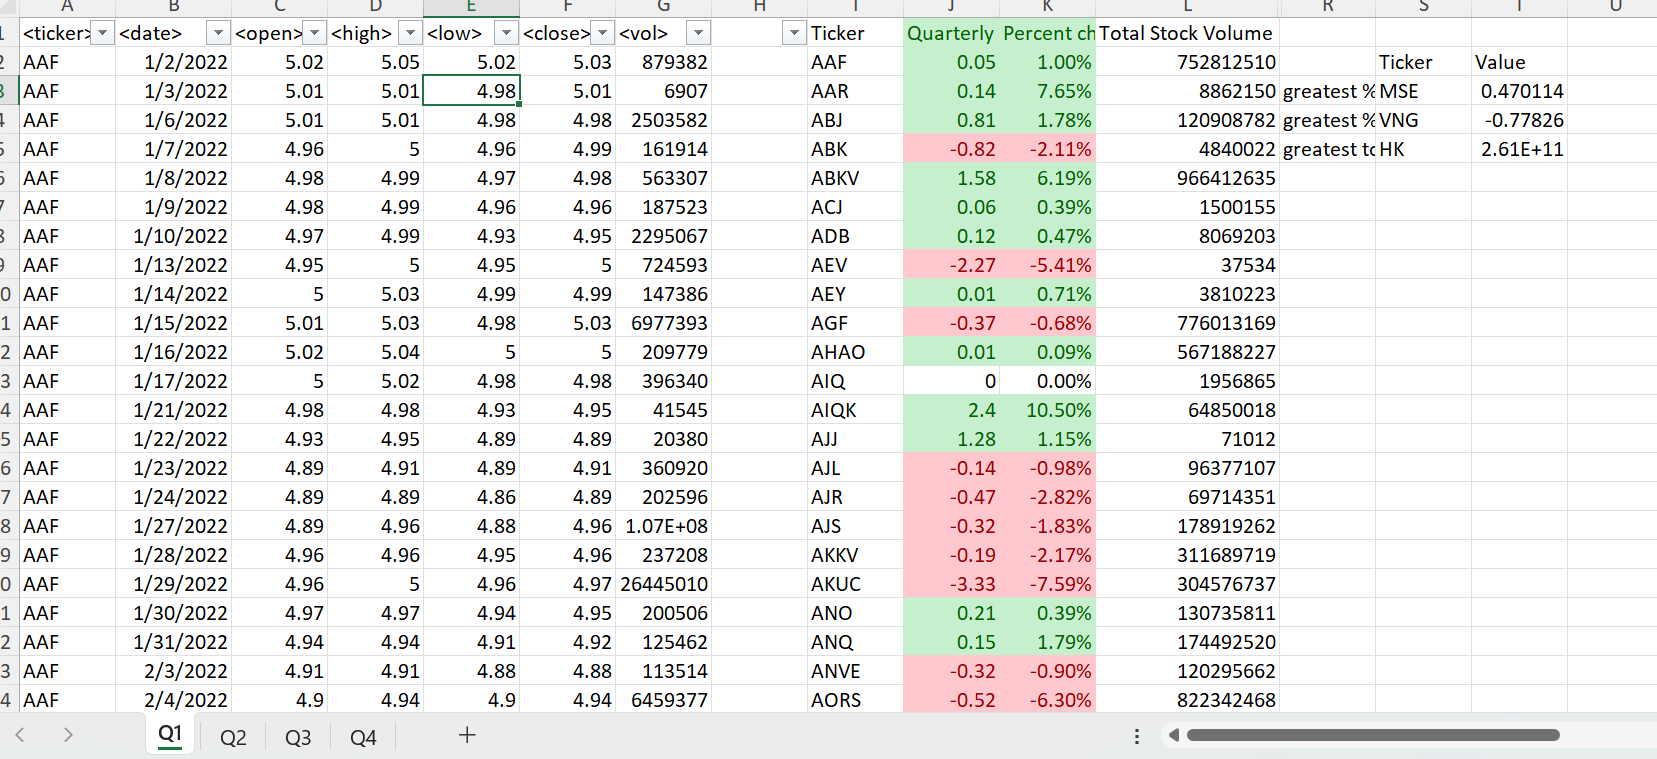 A B C D E F G H I J K L R S T U
1 <ticker> <date> <open> <high> <low> <close> <vol> Ticker Quarterly Percent ch Total Stock Volume
2 AAF 1/2/2022 5.02 5.05 5.02 5.03 879382 AAF 0.05 1.00% 752812510 Ticker Value
3 AAF 1/3/2022 5.01 5.01 4.98 5.01 6907 AAR 0.14 7.65% 8862150 greatest % MSE 0.470114
4 AAF 1/6/2022 5.01 5.01 4.98 4.98 2503582 ABJ 0.81 1.78% 120908782 greatest % VNG -0.77826
5 AAF 1/7/2022 4.96 5 4.96 4.99 161914 ABK -0.82 -2.11% 4840022 greatest to HK 2.61E+11
6 AAF 1/8/2022 4.98 4.99 4.97 4.98 563307 ABKV 1.58 6.19% 966412635
7 AAF 1/9/2022 4.98 4.99 4.96 4.96 187523 ACJ 0.06 0.39% 1500155
8 AAF 1/10/2022 4.97 4.99 4.93 4.95 2295067 ADB 0.12 0.47% 8069203
9 AAF 1/13/2022 4.95 5 4.95 5 724593 AEV -2.27 -5.41% 37534
0 AAF 1/14/2022 5 5.03 4.99 4.99 147386 AEY 0.01 0.71% 3810223
1 AAF 1/15/2022 5.01 5.03 4.98 5.03 6977393 AGF -0.37 -0.68% 776013169
2 AAF 1/16/2022 5.02 5.04 5 5 209779 AHAO 0.01 0.09% 567188227
3 AAF 1/17/2022 5 5.02 4.98 4.98 396340 AIQ 0 0.00% 1956865
4 AAF 1/21/2022 4.98 4.98 4.93 4.95 41545 AIQK 2.4 10.50% 64850018
5 AAF 1/22/2022 4.93 4.95 4.89 4.89 20380 AJJ 1.28 1.15% 71012
6 AAF 1/23/2022 4.89 4.91 4.89 4.91 360920 AJL -0.14 -0.98% 96377107
7 AAF 1/24/2022 4.89 4.89 4.86 4.89 202596 AJR -0.47 -2.82% 69714351
8 AAF 1/27/2022 4.89 4.96 4.88 4.96 1.07E+08 AJS -0.32 -1.83% 178919262
9 AAF 1/28/2022 4.96 4.96 4.95 4.96 237208 AKKV -0.19 -2.17% 311689719
0 AAF 1/29/2022 4.96 5 4.96 4.97 26445010 AKUC -3.33 -7.59% 304576737
1 AAF 1/30/2022 4.97 4.97 4.94 4.95 200506 ANO 0.21 0.39% 130735811
2 AAF 1/31/2022 4.94 4.94 4.91 4.92 125462 ANQ 0.15 1.79% 174492520
3 AAF 2/3/2022 4.91 4.91 4.88 4.88 113514 ANVE -0.32 -0.90% 120295662
4 AAF 2/4/2022 4.9 4.94 4.9 4.94 6459377 AORS -0.52 -6.30% 822342468
Q1 Q2 Q3 Q4 +